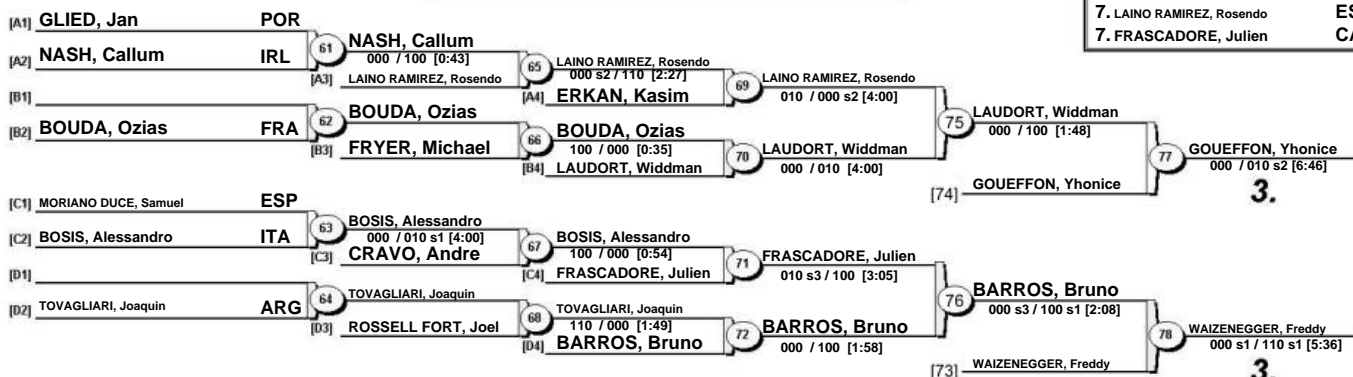 7. LAINO RAMIREZ, Rosendo ES
7. FRASCADORE, Julien CA
[A1] GLIED, Jan POR
[A2] NASH, Callum IRL
61
NASH, Callum
000 / 100 [0:43]
[A3] LAINO RAMIREZ, Rosendo
65
LAINO RAMIREZ, Rosendo
000 s2 / 110 [2:27]
[A4] ERKAN, Kasim
69
LAINO RAMIREZ, Rosendo
010 / 000 s2 [4:00]
[B1]
[B2] BOUDA, Ozias FRA
62
BOUDA, Ozias
[B3] FRYER, Michael
66
BOUDA, Ozias
100 / 000 [0:35]
[B4] LAUDORT, Widdman
70
LAUDORT, Widdman
000 / 010 [4:00]
75
LAUDORT, Widdman
000 / 100 [1:48]
[74] GOUEFFON, Yhonice
77
GOUEFFON, Yhonice
000 / 010 s2 [6:46]
3.
[C1] MORIANO DUCE, Samuel ESP
[C2] BOSIS, Alessandro ITA
63
BOSIS, Alessandro
000 / 010 s1 [4:00]
[C3] CRAVO, Andre
67
BOSIS, Alessandro
100 / 000 [0:54]
[C4] FRASCADORE, Julien
71
FRASCADORE, Julien
010 s3 / 100 [3:05]
[D1]
[D2] TOVAGLIARI, Joaquin ARG
64
TOVAGLIARI, Joaquin
[D3] ROSSELL FORT, Joel
68
TOVAGLIARI, Joaquin
110 / 000 [1:49]
[D4] BARROS, Bruno
72
BARROS, Bruno
000 / 100 [1:58]
76
BARROS, Bruno
000 s3 / 100 s1 [2:08]
[73] WAIZENEGGER, Freddy
78
WAIZENEGGER, Freddy
000 s1 / 110 s1 [5:36]
3.